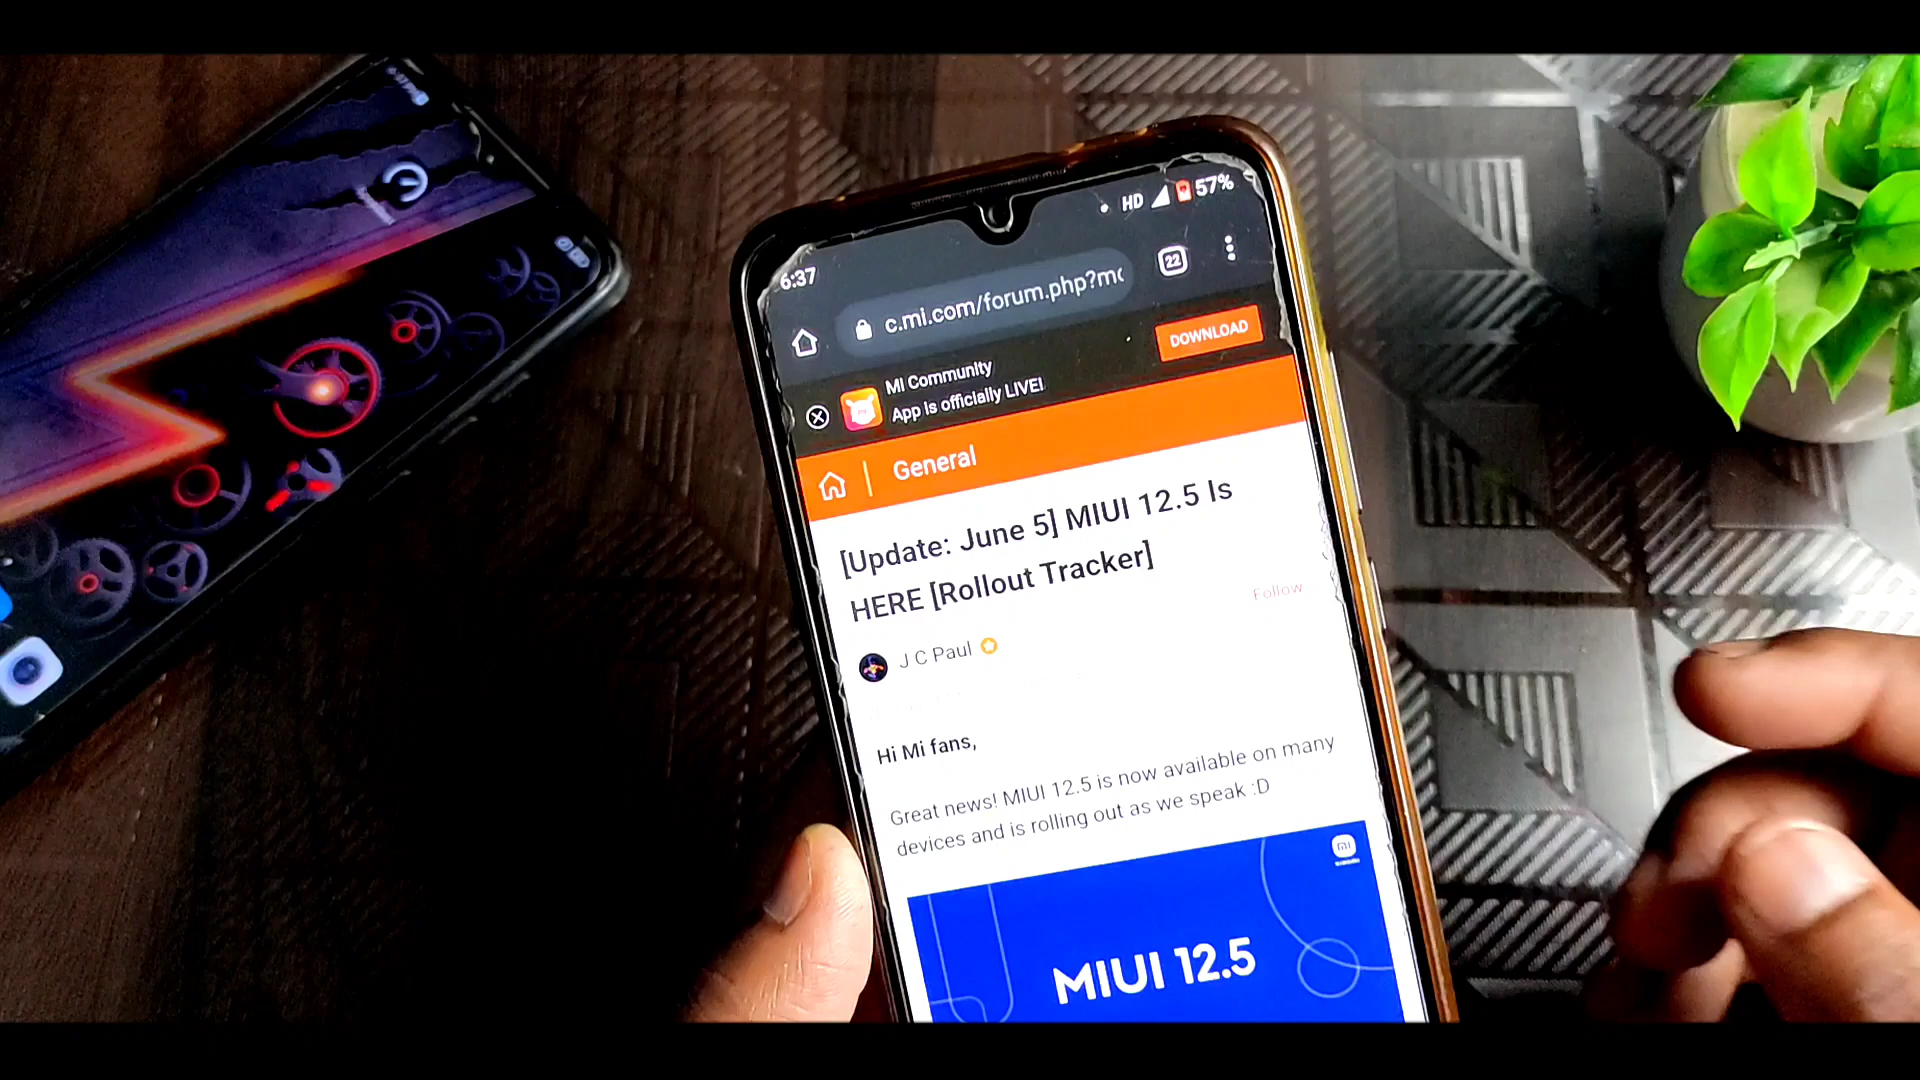 6:37
HD 57%
c.mi.com/forum.php?mo
22
Mi Community
App is officially LIVE!
DOWNLOAD
General
[Update: June 5] MIUI 12.5 Is
HERE [Rollout Tracker]
J C Paul
Follow
Hi Mi fans,
Great news! MIUI 12.5 is now available on many
devices and is rolling out as we speak :D
MIUI 12.5